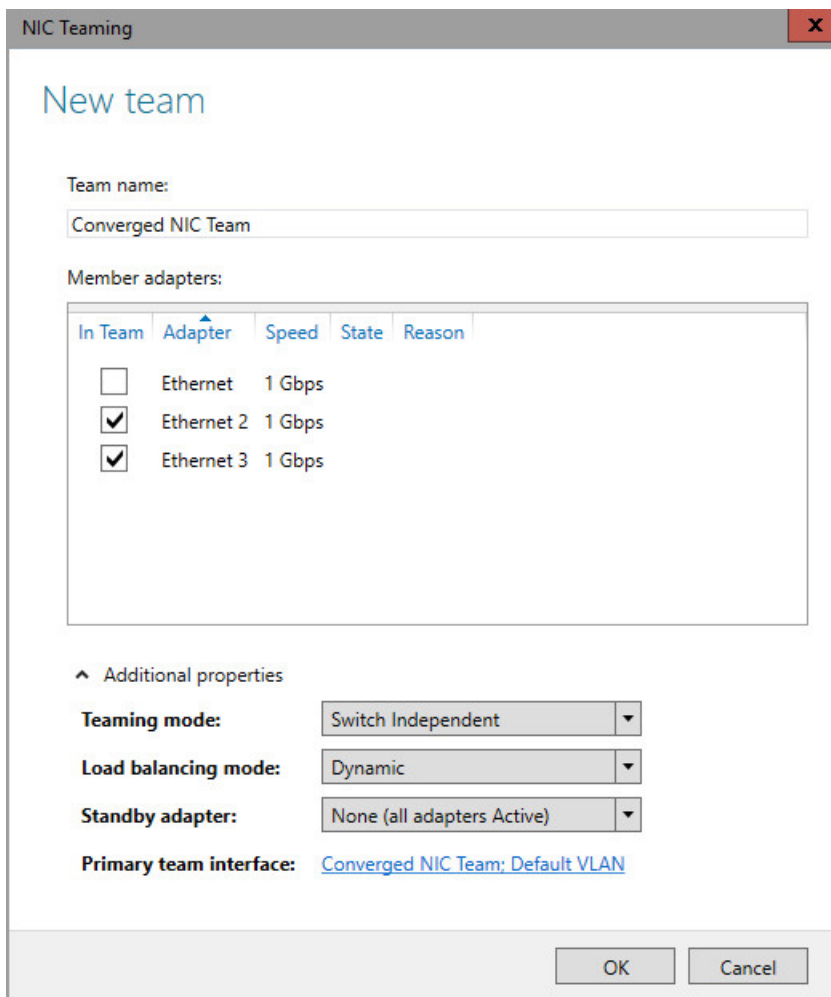 NIC Teaming
x
New team
Team name:
Converged NIC Team
Member adapters:
In Team Adapter Speed State Reason
Ethernet 1 Gbps
Ethernet 2 1 Gbps
Ethernet 3 1 Gbps
Additional properties
Teaming mode: Switch Independent
Load balancing mode: Dynamic
Standby adapter: None (all adapters Active)
Primary team interface: Converged NIC Team; Default VLAN
OK Cancel